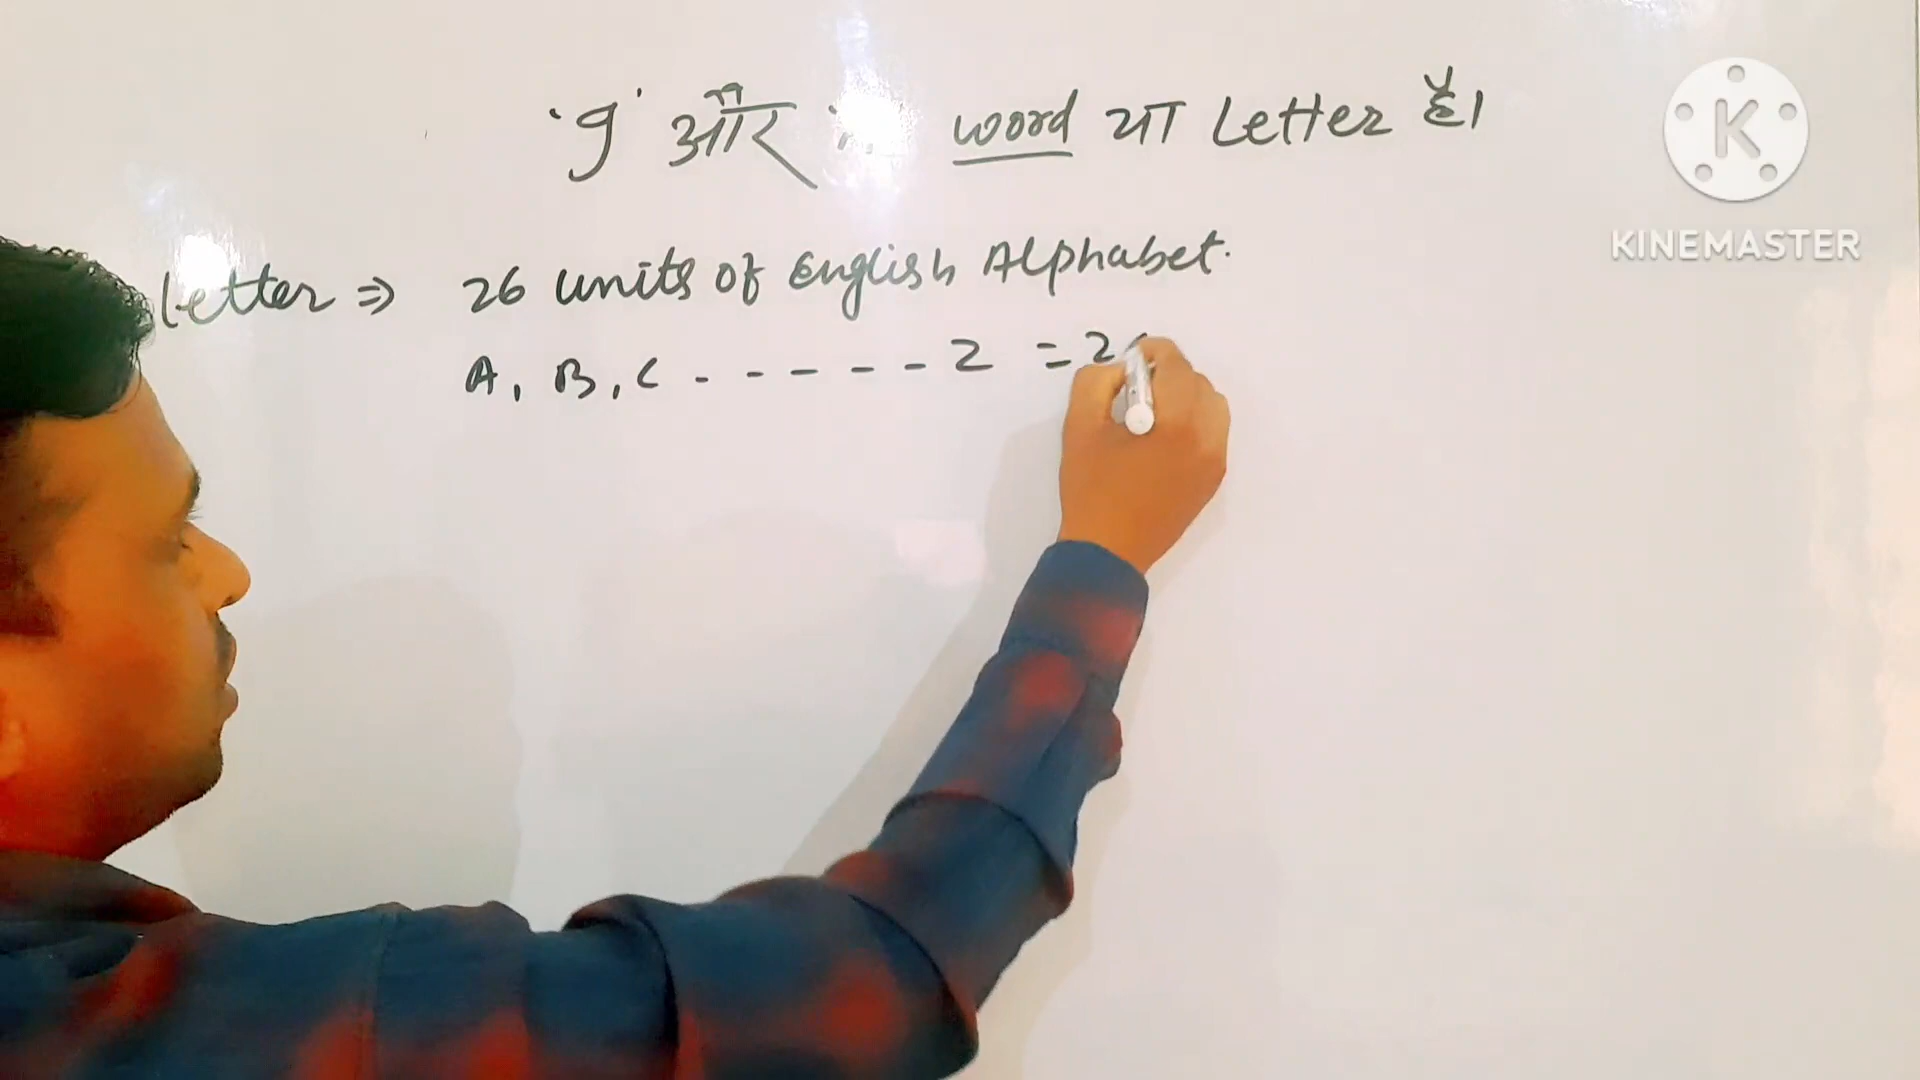 'I' और word या Letter है।
Letter ⇒ 26 units of English Alphabet.
A, B, C - - - - - Z = 2
K
KINEMASTER